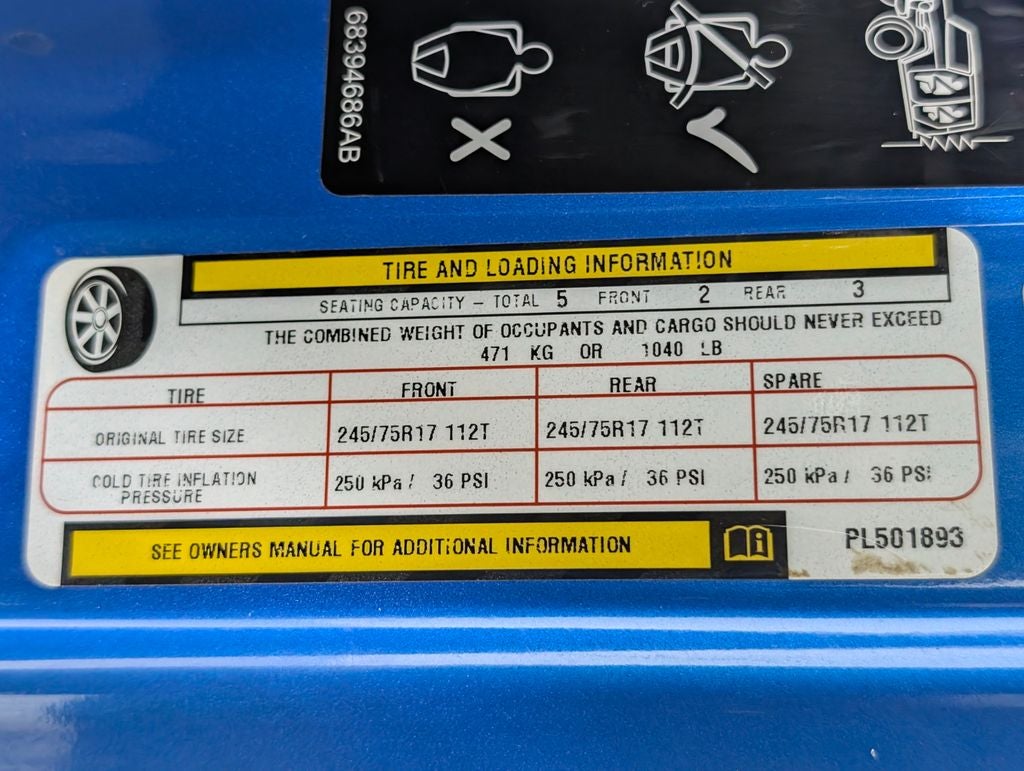 68394686AB
TIRE AND LOADING INFORMATION
SEATING CAPACITY – TOTAL 5 FRONT 2 REAR 3
THE COMBINED WEIGHT OF OCCUPANTS AND CARGO SHOULD NEVER EXCEED
471 KG OR 1040 LB
TIRE FRONT REAR SPARE
ORIGINAL TIRE SIZE 245/75R17 112T 245/75R17 112T 245/75R17 112T
COLD TIRE INFLATION PRESSURE 250 kPa / 36 PSI 250 kPa / 36 PSI 250 kPa / 36 PSI
SEE OWNERS MANUAL FOR ADDITIONAL INFORMATION
PL501893